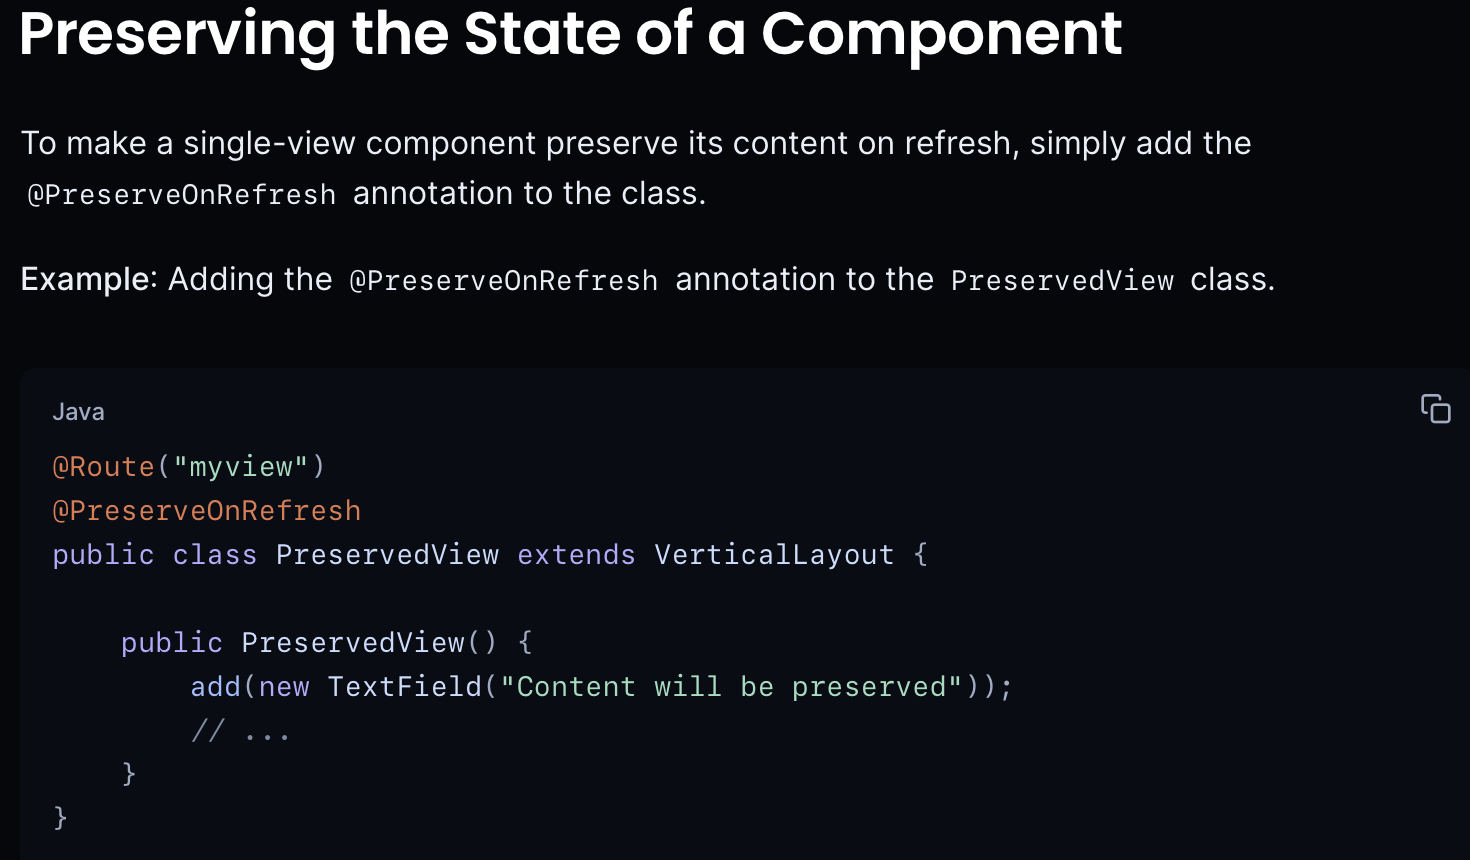 Preserving the State of a Component
To make a single-view component preserve its content on refresh, simply add the
@PreserveOnRefresh annotation to the class.
Example: Adding the @PreserveOnRefresh annotation to the PreservedView class.
Java
@Route("myview")
@PreserveOnRefresh
public class PreservedView extends VerticalLayout {
    public PreservedView() {
        add(new TextField("Content will be preserved"));
        // ...
    }
}